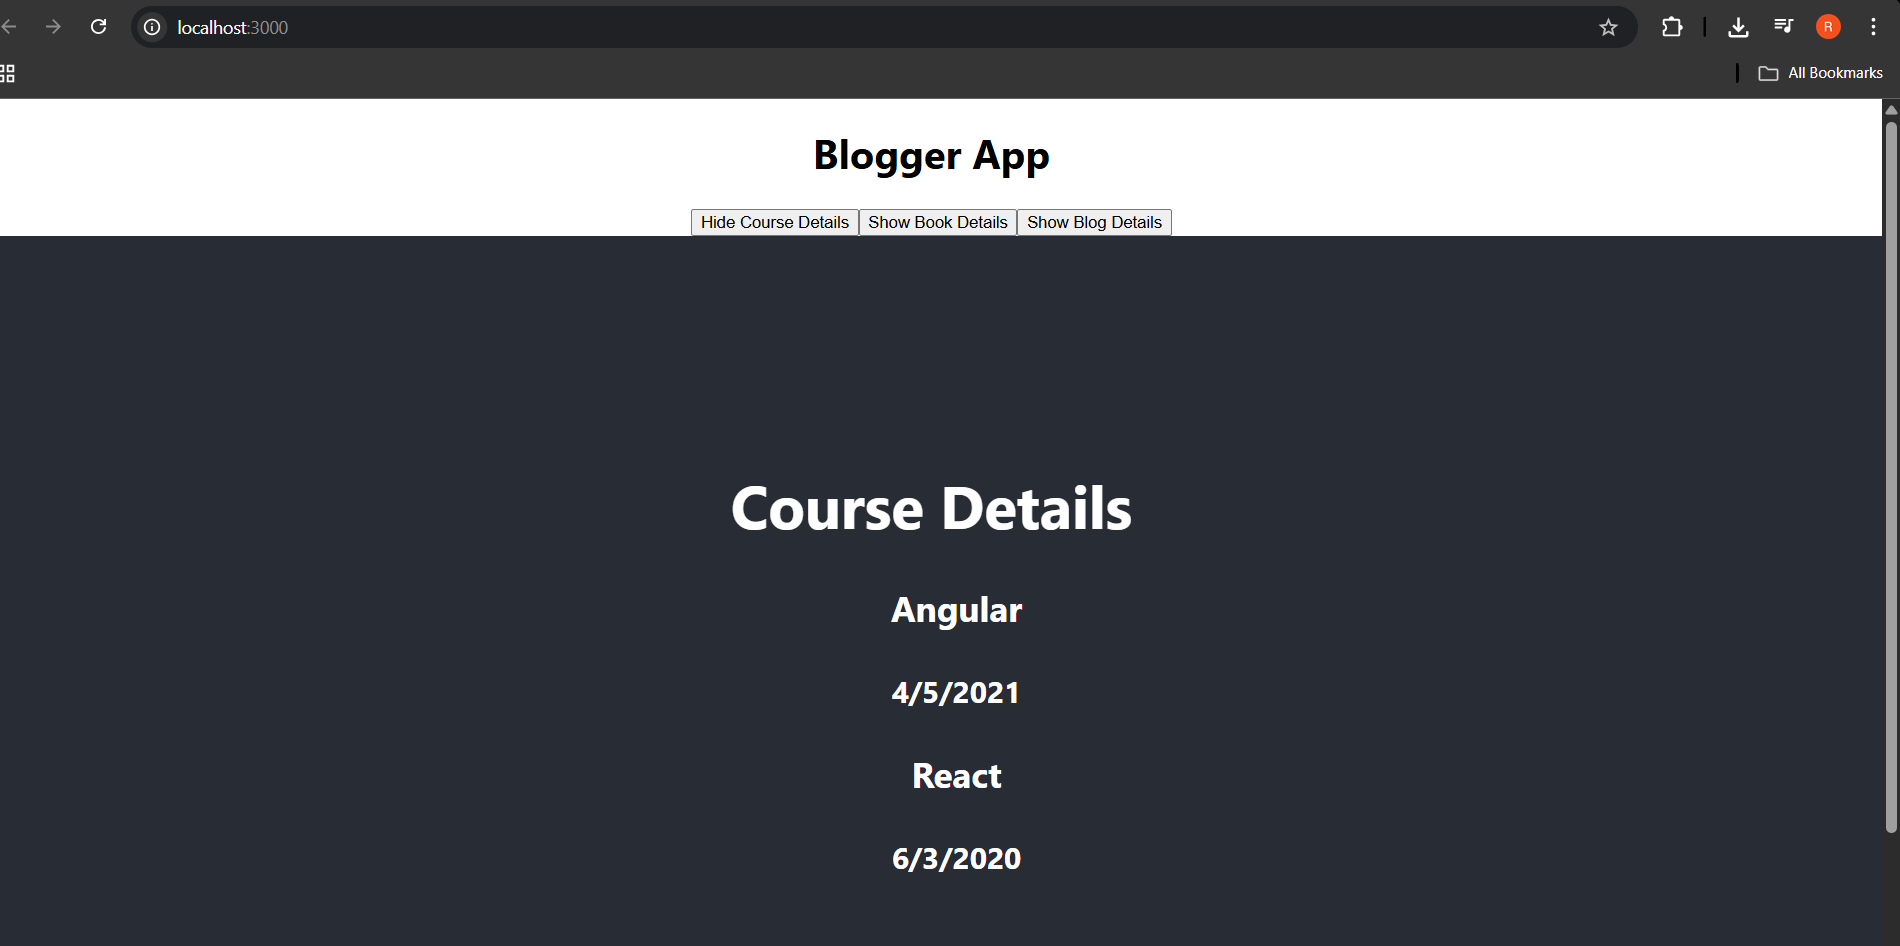 localhost:3000
R
All Bookmarks
Blogger App
Hide Course Details Show Book Details Show Blog Details
Course Details
Angular
4/5/2021
React
6/3/2020